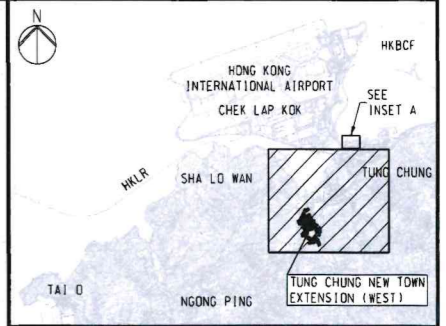 N
HKBCF
HONG KONG
INTERNATIONAL AIRPORT
CHEK LAP KOK
SEE
INSET A
HKLR
SHA LO WAN
TUNG CHUNG
TUNG CHUNG NEW TOWN
EXTENSION (WEST)
TAI O
NGONG PING